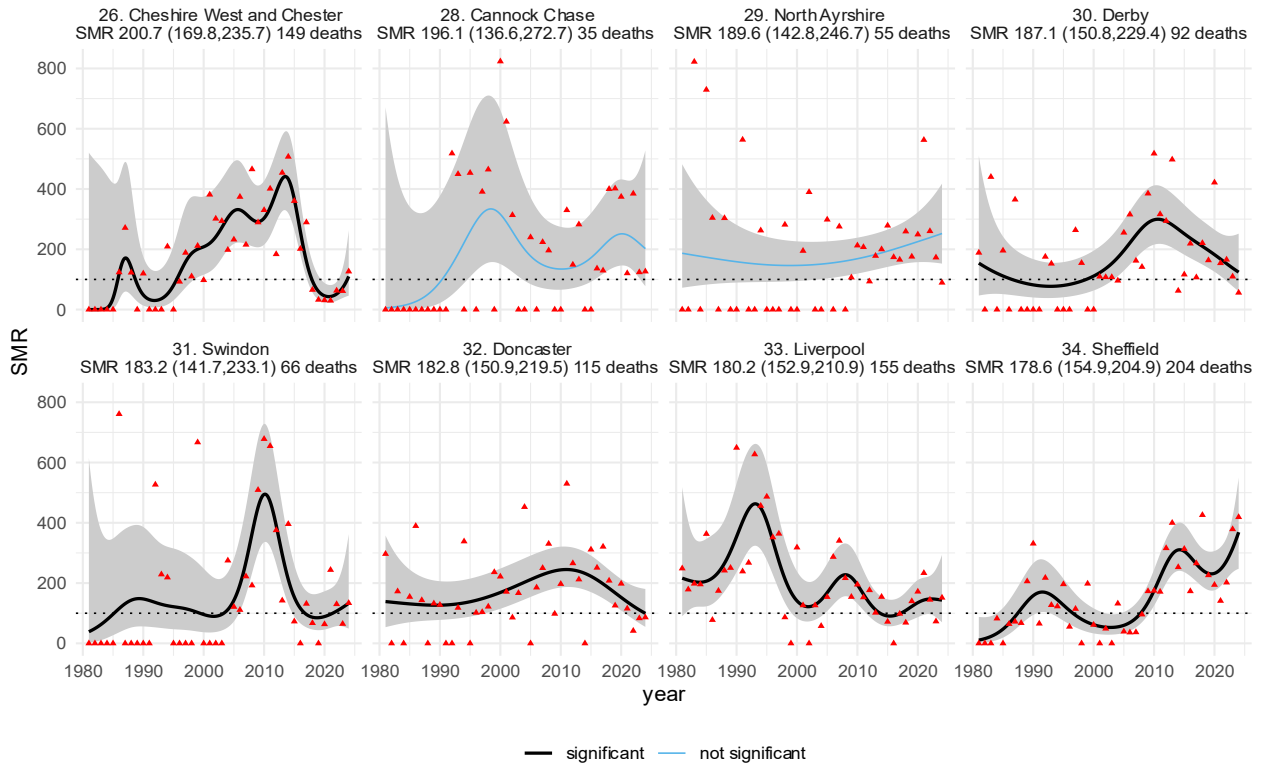 26. Cheshire West and Chester
SMR 200.7 (169.8,235.7) 149 deaths
28. Cannock Chase
SMR 196.1 (136.6,272.7) 35 deaths
29. North Ayrshire
SMR 189.6 (142.8,246.7) 55 deaths
30. Derby
SMR 187.1 (150.8,229.4) 92 deaths
800
600
400
200
0
31. Swindon
SMR 183.2 (141.7,233.1) 66 deaths
32. Doncaster
SMR 182.8 (150.9,219.5) 115 deaths
33. Liverpool
SMR 180.2 (152.9,210.9) 155 deaths
34. Sheffield
SMR 178.6 (154.9,204.9) 204 deaths
800
600
400
200
0
SMR
1980 1990 2000 2010 2020
1980 1990 2000 2010 2020
1980 1990 2000 2010 2020
1980 1990 2000 2010 2020
year
significant
not significant